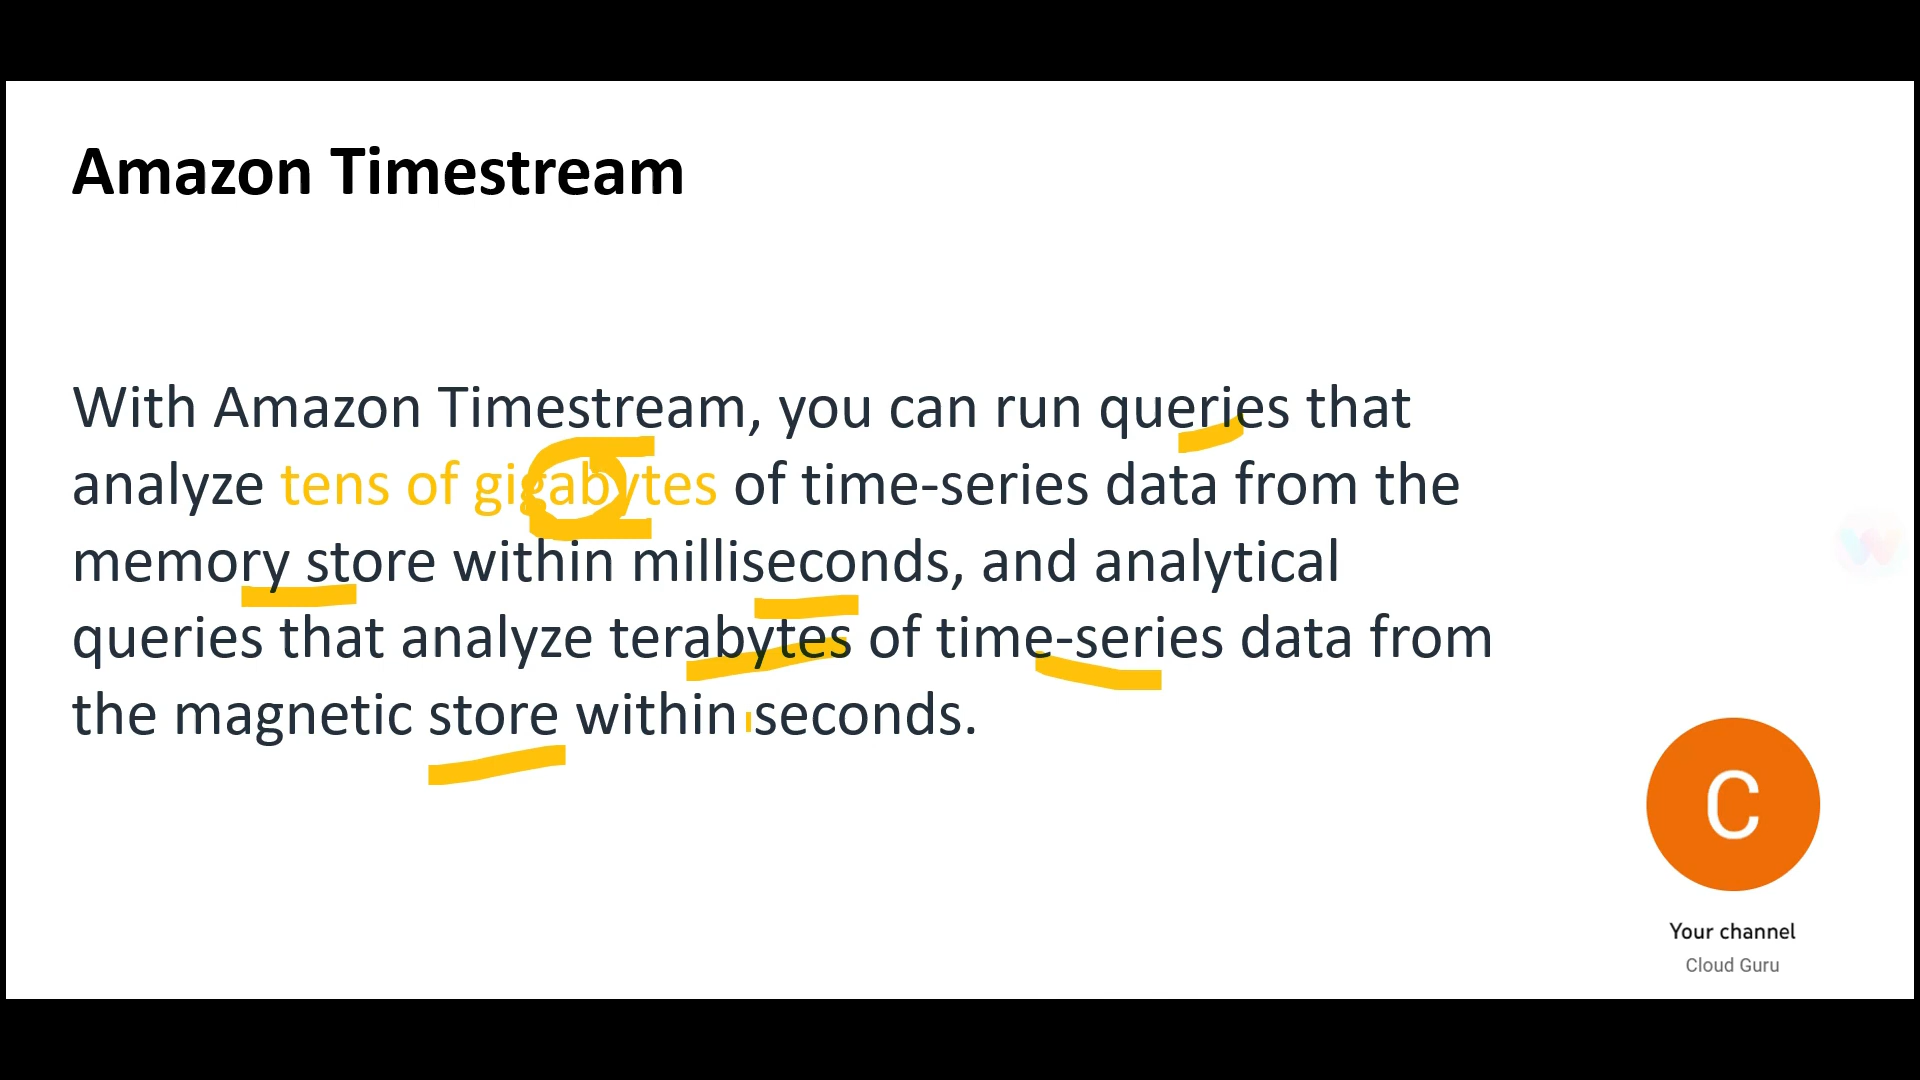 Amazon Timestream
With Amazon Timestream, you can run queries that
analyze tens of gigabytes of time-series data from the
memory store within milliseconds, and analytical
queries that analyze terabytes of time-series data from
the magnetic store within seconds.
C
Your channel
Cloud Guru